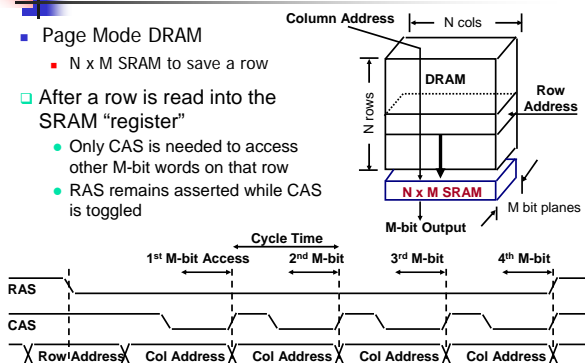 Page Mode DRAM
N x M SRAM to save a row
After a row is read into the
SRAM “register”
Only CAS is needed to access
other M-bit words on that row
RAS remains asserted while CAS
is toggled
Column Address
N cols
DRAM
N rows
Row
Address
N x M SRAM
M bit planes
M-bit Output
Cycle Time
1st M-bit Access
2nd M-bit
3rd M-bit
4th M-bit
RAS
CAS
Row Address
Col Address
Col Address
Col Address
Col Address